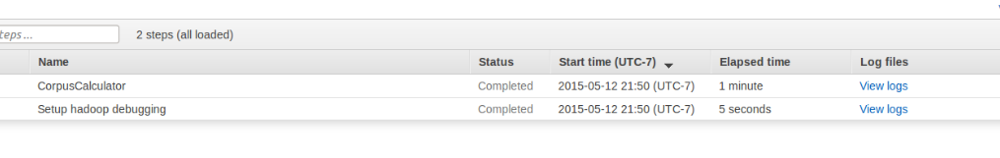 teps... 2 steps (all loaded)
Name Status Start time (UTC-7) Elapsed time Log files
CorpusCalculator Completed 2015-05-12 21:50 (UTC-7) 1 minute View logs
Setup hadoop debugging Completed 2015-05-12 21:50 (UTC-7) 5 seconds View logs